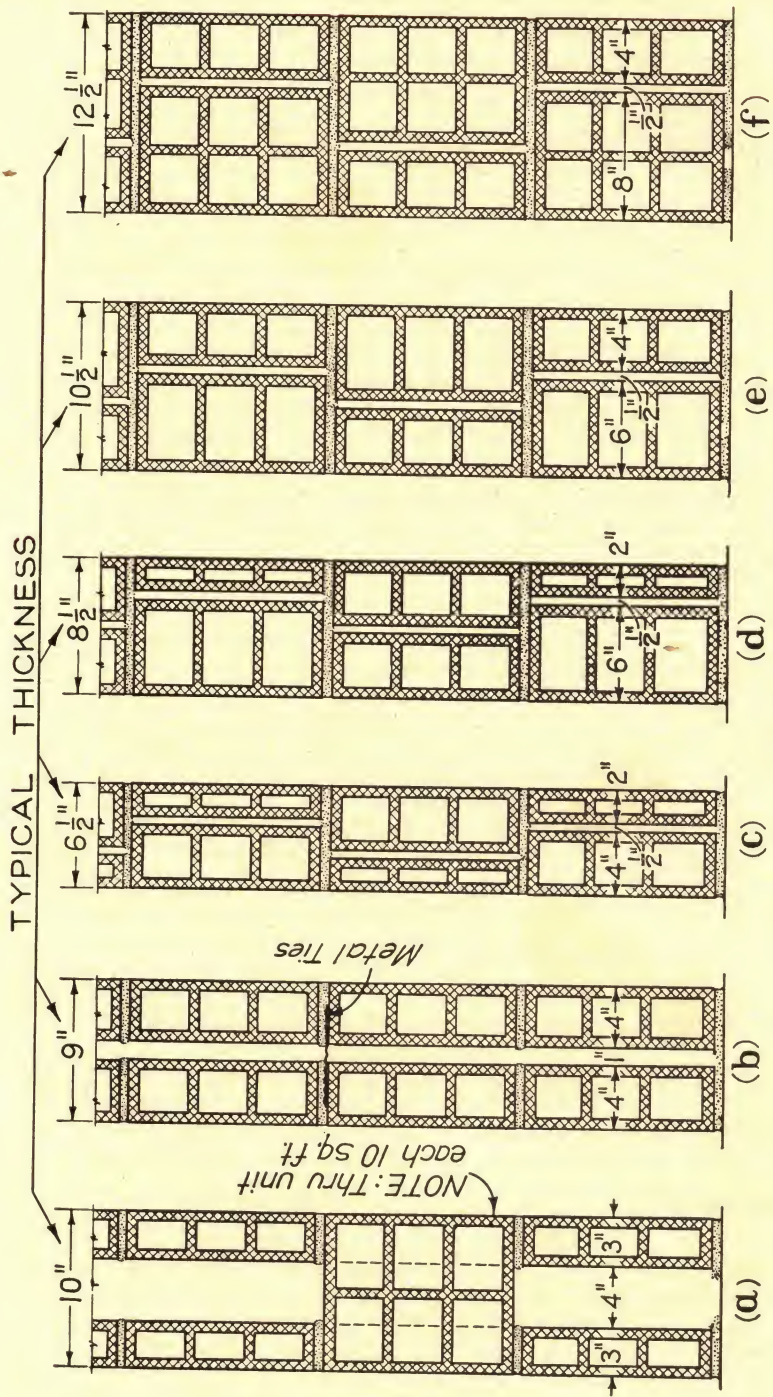 TYPICAL THICKNESS
10"
9"
6 1/2"
8 1/2"
10 1/2"
12 1/2"
NOTE: Thru unit
each 10 sq. ft.
Metal Ties
3" 4" 3"
4" 1" 4"
4" 1/2" 2"
6" 1/2" 2"
6" 1/2" 4"
8" 1/2" 4"
(a) (b) (c) (d) (e) (f)